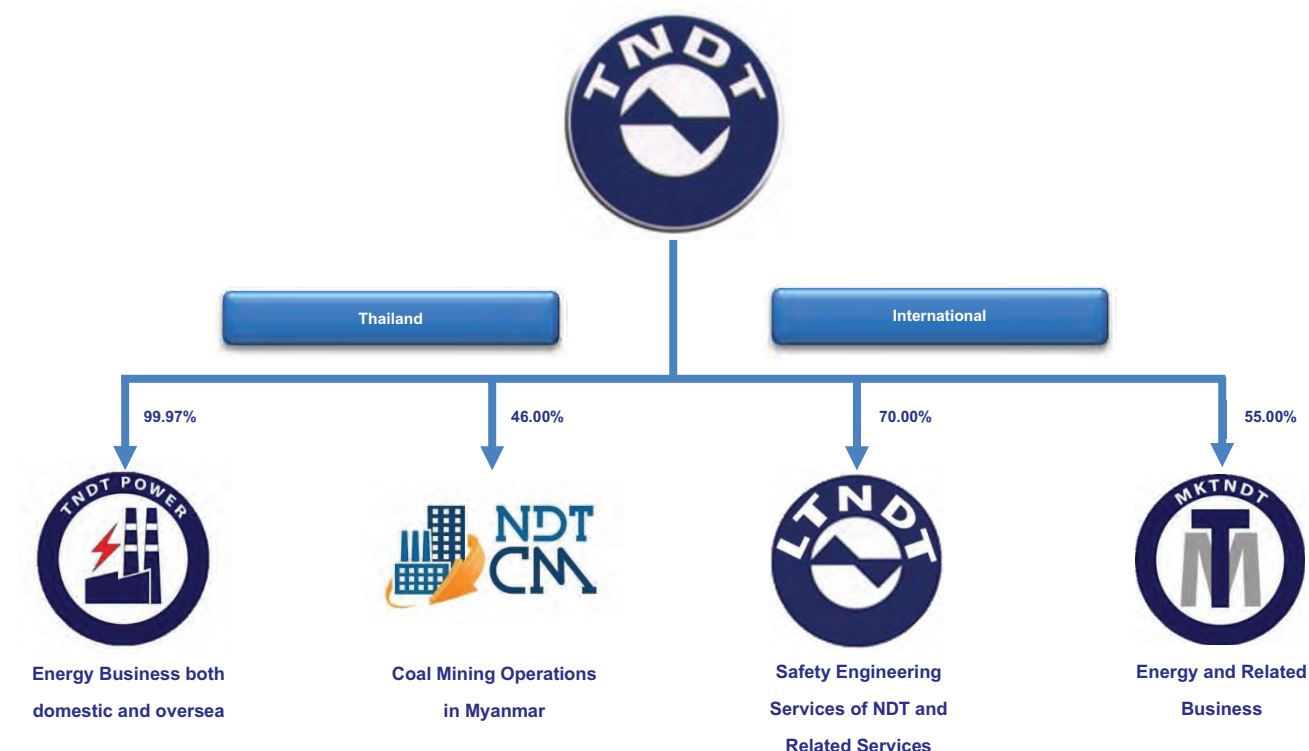 TNDT
Thailand
International
99.97%
46.00%
70.00%
55.00%
TNDT POWER
NDT
CM
LTNDT
MKTNDT
TM
Energy Business both
domestic and oversea
Coal Mining Operations
in Myanmar
Safety Engineering
Services of NDT and
Related Services
Energy and Related
Business